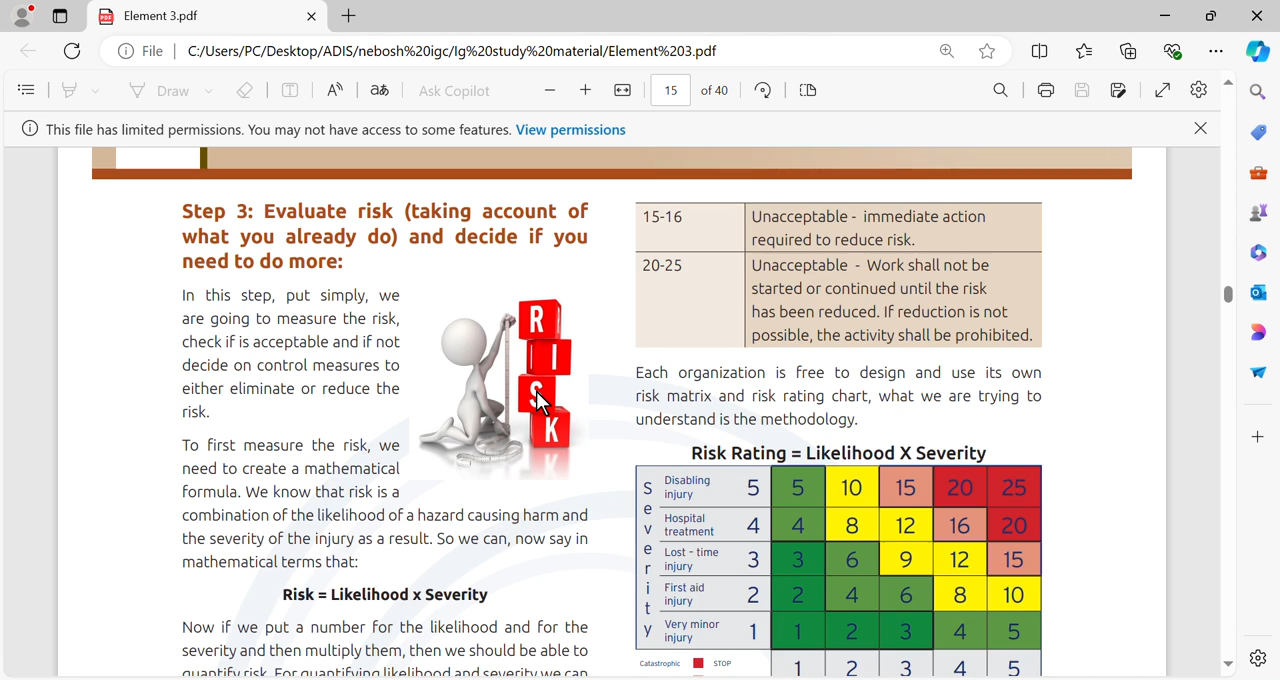 Element 3.pdf
File
C:/Users/PC/Desktop/ADIS/nebosh%20igc/Ig%20study%20material/Element%203.pdf
Draw
Ask Copilot
15 of 40
This file has limited permissions. You may not have access to some features. View permissions
Step 3: Evaluate risk (taking account of
what you already do) and decide if you
need to do more:
In this step, put simply, we
are going to measure the risk,
check if is acceptable and if not
decide on control measures to
either eliminate or reduce the
risk.
R
I
S
K
To first measure the risk, we
need to create a mathematical
formula. We know that risk is a
combination of the likelihood of a hazard causing harm and
the severity of the injury as a result. So we can, now say in
mathematical terms that:
Risk = Likelihood x Severity
Now if we put a number for the likelihood and for the
severity and then multiply them, then we should be able to
quantify risk. For quantifying likelihood and severity we can
15-16 Unacceptable - immediate action
required to reduce risk.
20-25 Unacceptable - Work shall not be
started or continued until the risk
has been reduced. If reduction is not
possible, the activity shall be prohibited.
Each organization is free to design and use its own
risk matrix and risk rating chart, what we are trying to
understand is the methodology.
Risk Rating = Likelihood X Severity
Severity
Disabling injury 5 5 10 15 20 25
Hospital treatment 4 4 8 12 16 20
Lost - time injury 3 3 6 9 12 15
First aid injury 2 2 4 6 8 10
Very minor injury 1 1 2 3 4 5
Catastrophic STOP 1 2 3 4 5